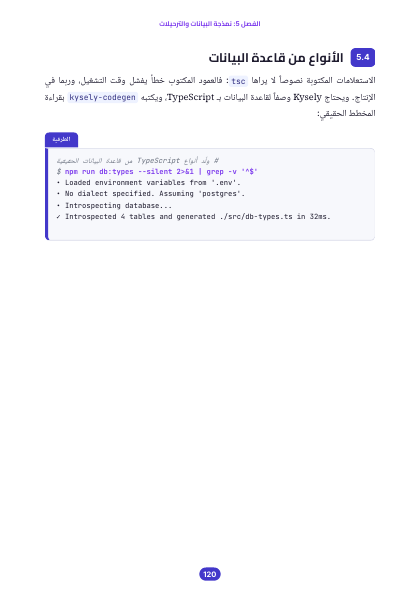 الفصل 5: نمذجة البيانات والترحيلات
5.4 الأنواع من قاعدة البيانات
الاستعلامات المكتوبة نصوصاً لا يراها tsc: فالعمود المكتوب خطأً يفشل وقت التشغيل، وربما في
الإنتاج. ويحتاج Kysely وصفاً لقاعدة البيانات بـ TypeScript، ويكتبه kysely-codegen بقراءة
المخطط الحقيقي:
الطرفية
# ولّد أنواع TypeScript من قاعدة البيانات الحقيقية
$ npm run db:types --silent 2>&1 | grep -v '^$'
• Loaded environment variables from '.env'.
• No dialect specified. Assuming 'postgres'.
• Introspecting database...
✓ Introspected 4 tables and generated ./src/db-types.ts in 32ms.
120